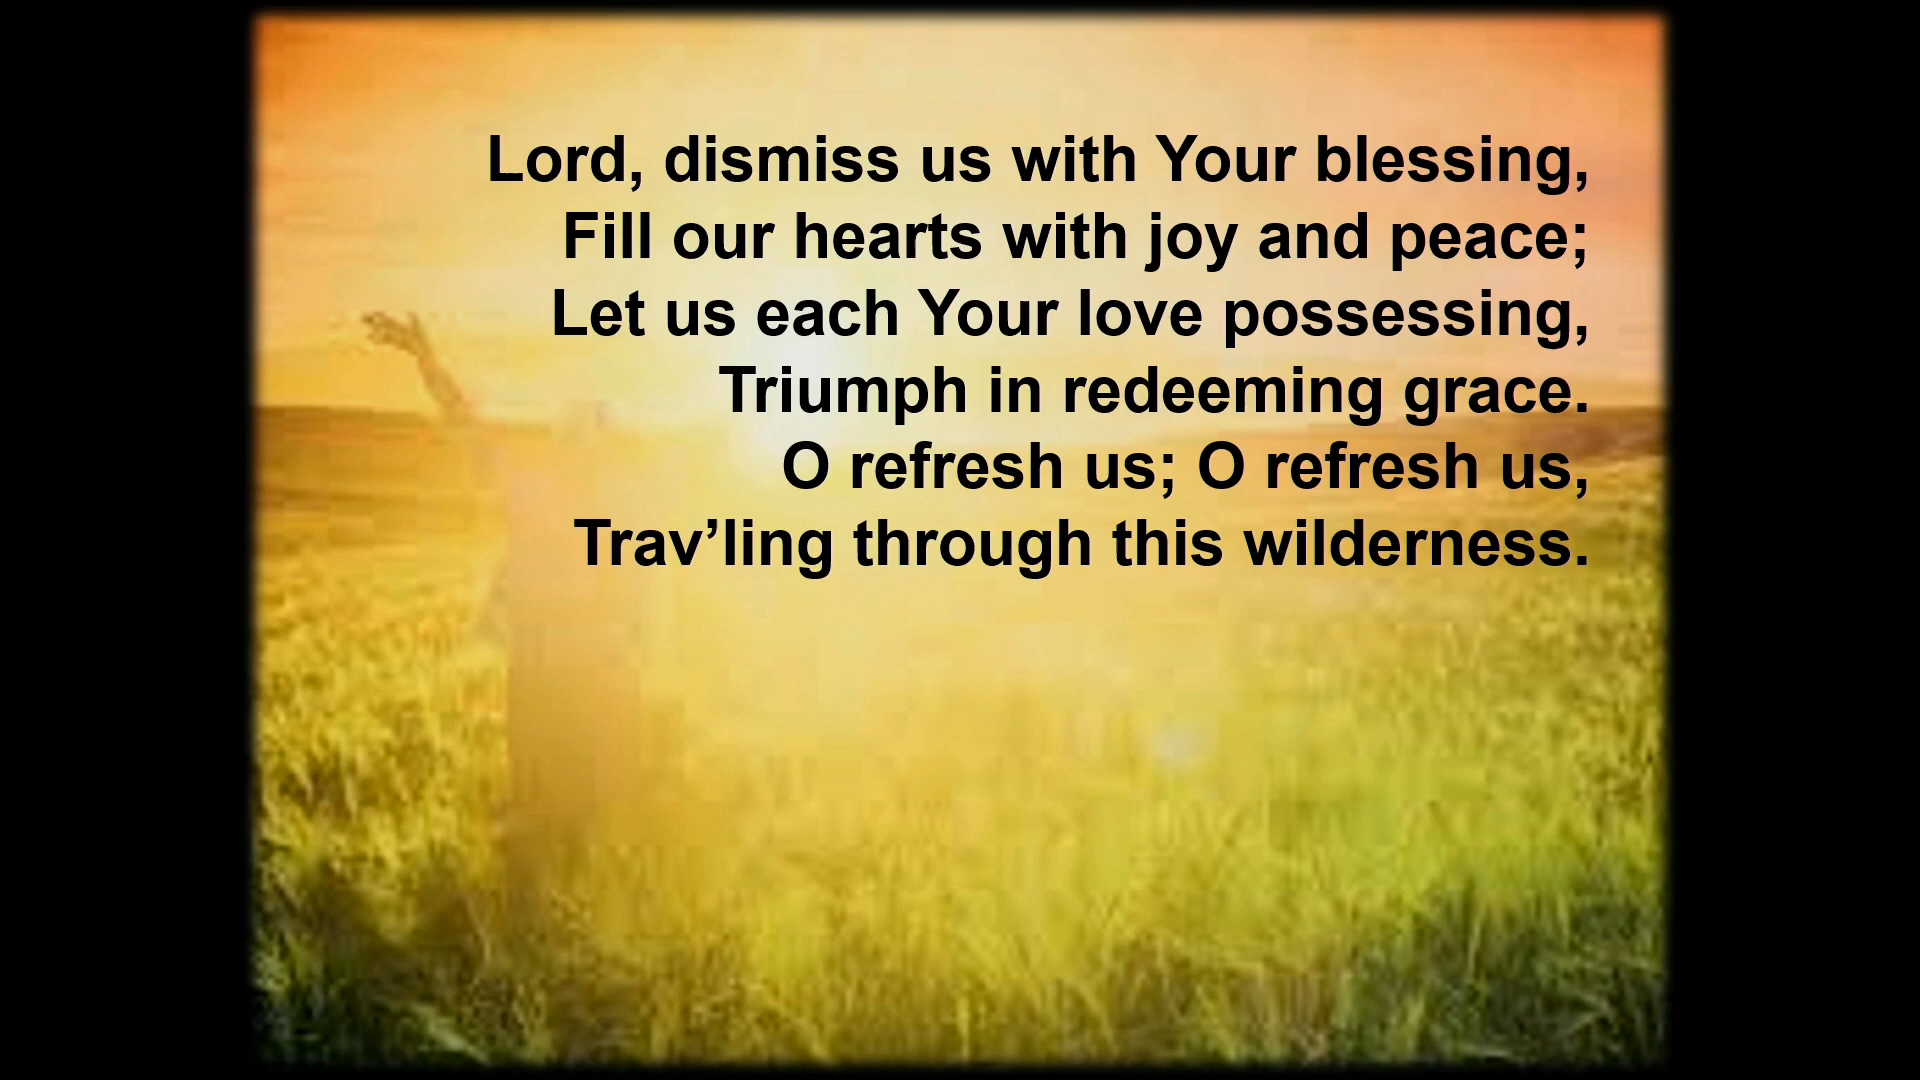 Lord, dismiss us with Your blessing,
Fill our hearts with joy and peace;
Let us each Your love possessing,
Triumph in redeeming grace.
O refresh us; O refresh us,
Trav’ling through this wilderness.